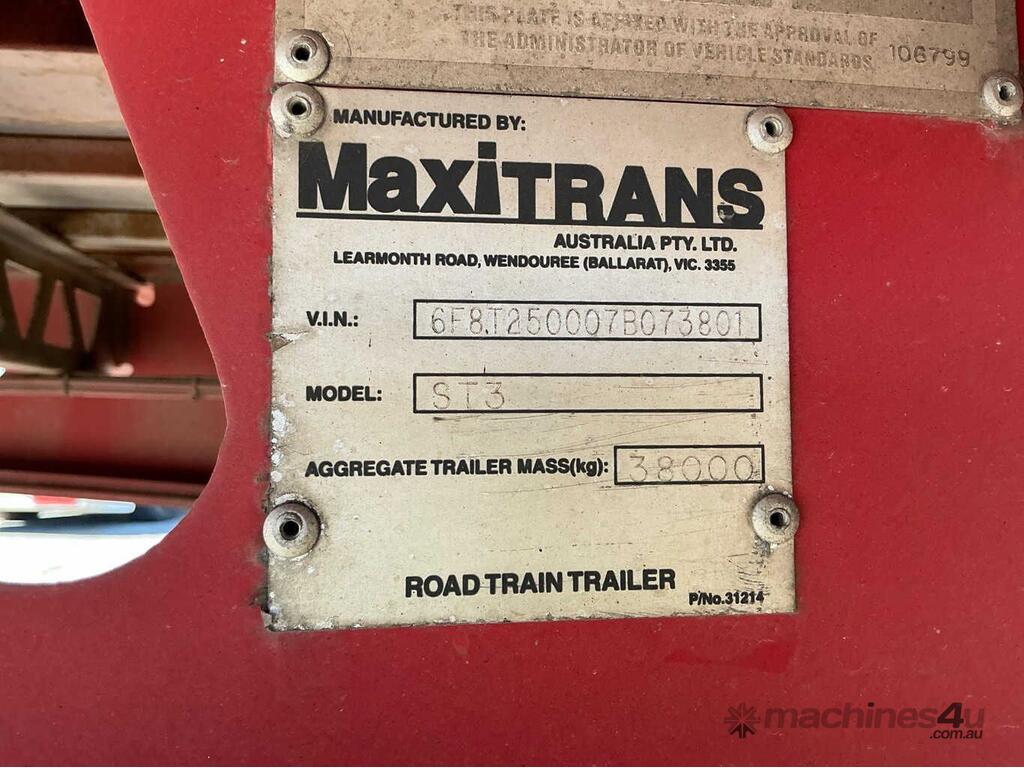 THIS PLATE IS AFFIXED WITH THE APPROVAL OF
THE ADMINISTRATOR OF VEHICLE STANDARDS 106799
MANUFACTURED BY:
MaxiTRANS
AUSTRALIA PTY. LTD.
LEARMONTH ROAD, WENDOUREE (BALLARAT), VIC. 3355
V.I.N.: 6F8T250007B073801
MODEL: ST3
AGGREGATE TRAILER MASS(kg): 38000
ROAD TRAIN TRAILER
P/No.31214
machines4u
.com.au